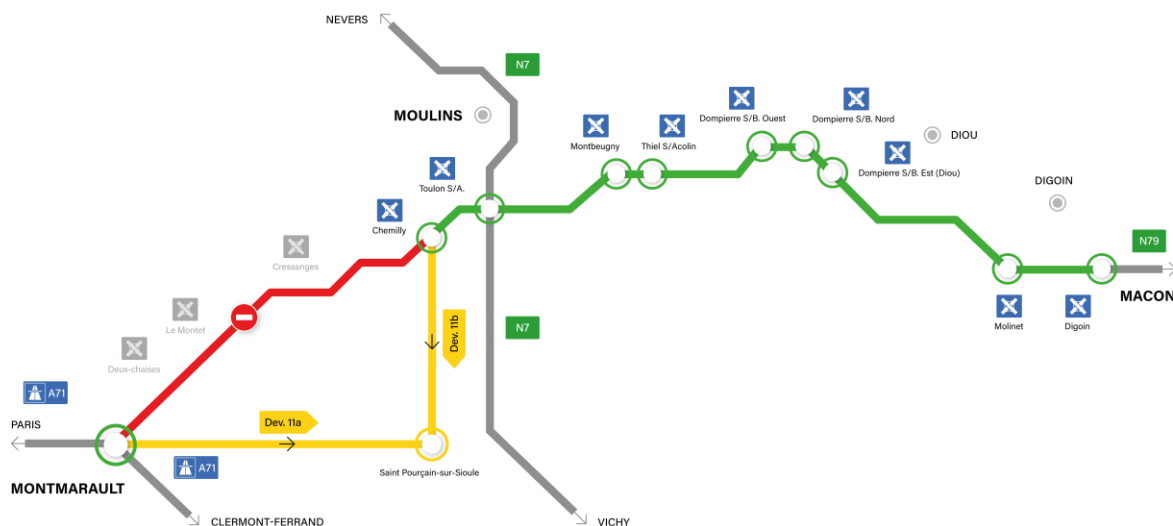 NEVERS
N7
MOULINS
Dompierre S/B. Ouest
Dompierre S/B. Nord
Montbeugny
Thiel S/Acolin
DIOU
Dompierre S/B. Est (Diou)
Toulon S/A.
DIGOIN
Chemilly
N79
Cressanges
MACON
Le Montet
Molinet
Digoin
N7
Dev. 11b
Deux-chaises
A71
PARIS
Dev. 11a
A71
Saint Pourçain-sur-Sioule
MONTMARAULT
CLERMONT-FERRAND
VICHY